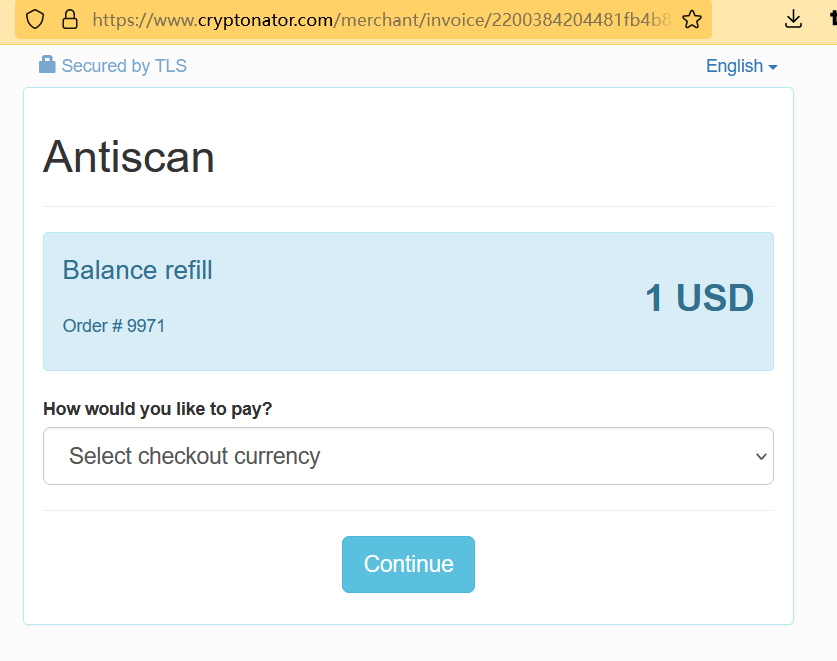 https://www.cryptonator.com/merchant/invoice/2200384204481fb4b8
Secured by TLS
English
Antiscan
Balance refill
1 USD
Order # 9971
How would you like to pay?
Select checkout currency
Continue